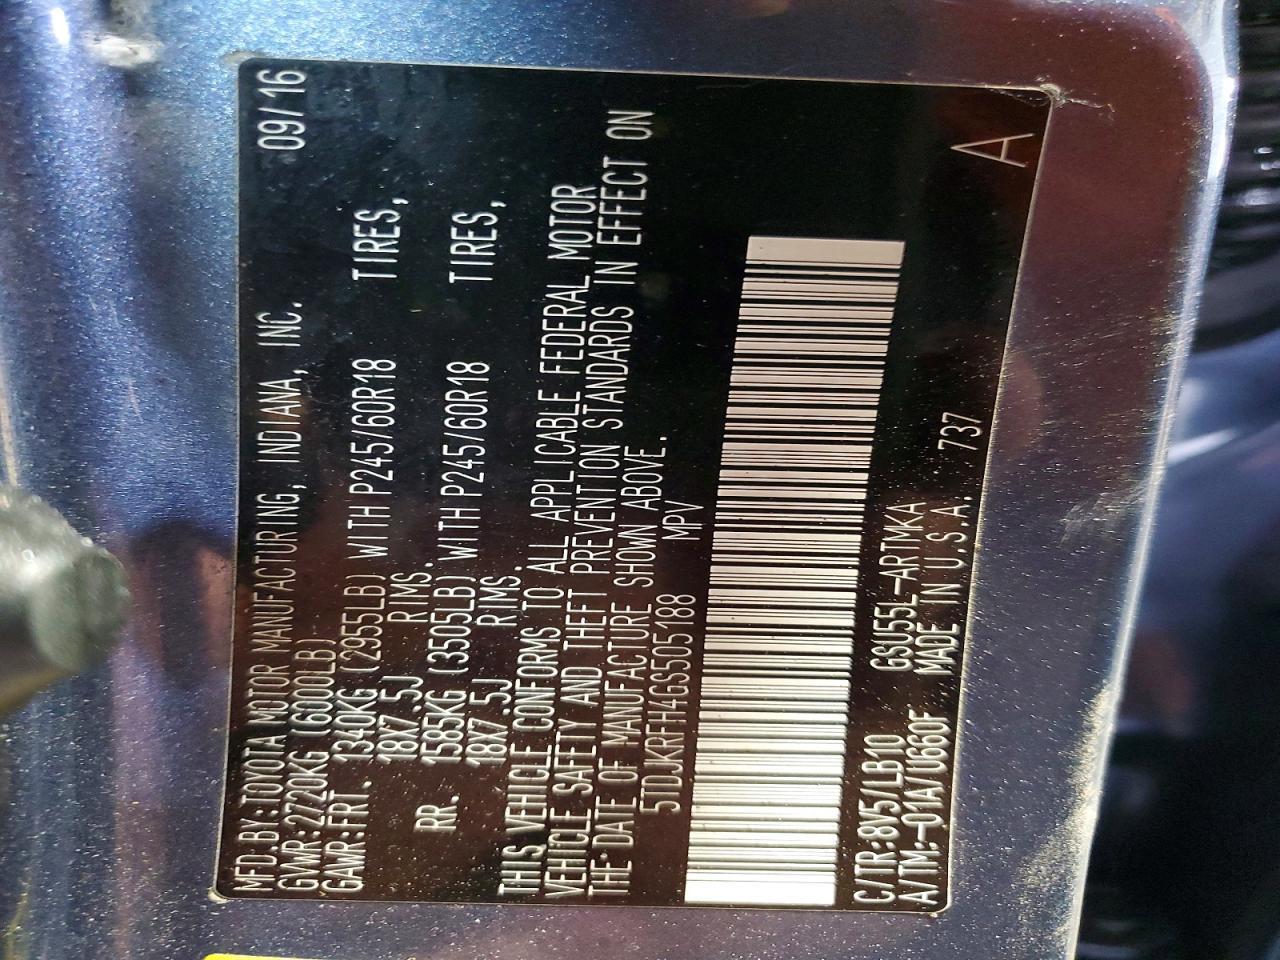 MFD.BY:TOYOTA MOTOR MANUFACTURING, INDIANA, INC. 09/16
GVWR:2720KG (6000LB)
GAWR:FRT. 1340KG (2955LB) WITH P245/60R18 TIRES,
18X7.5J RIMS.
RR. 1585KG (3505LB) WITH P245/60R18 TIRES,
18X7.5J RIMS.
THIS VEHICLE CONFORMS TO ALL APPLICABLE FEDERAL MOTOR
VEHICLE SAFETY AND THEFT PREVENTION STANDARDS IN EFFECT ON
THE DATE OF MANUFACTURE SHOWN ABOVE.
5TDJKRFH4GS505188 MPV
C/TR:8V5/LB10 GSU55L-ARTMKA
A/TM:-01A/U660F MADE IN U.S.A. 737
A